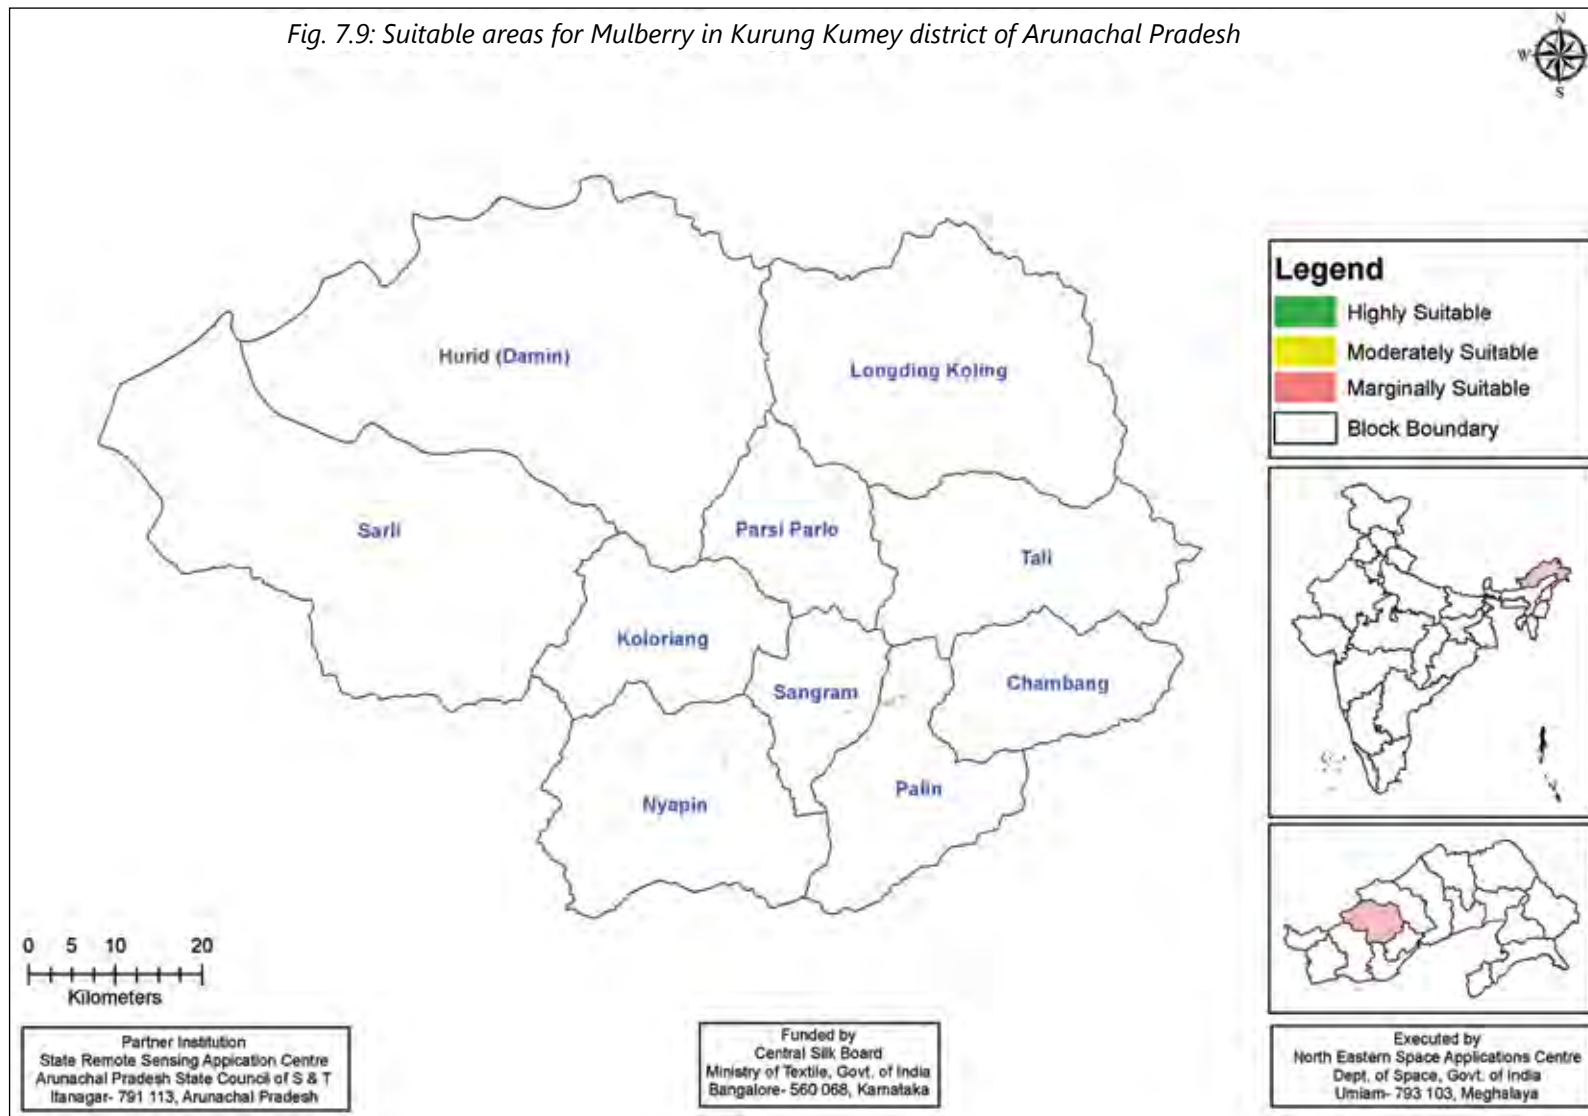 Fig. 7.9: Suitable areas for Mulberry in Kurung Kumey district of Arunachal Pradesh
N
W
S
Legend
Highly Suitable
Moderately Suitable
Marginally Suitable
Block Boundary
Hurid (Damin)
Longding Koling
Sarli
Parsi Parlo
Tali
Koloriang
Sangram
Chambang
Nyapin
Palin
0 5 10 20
Kilometers
Partner Institution
State Remote Sensing Appication Centre
Arunachal Pradesh State Council of S & T
Itanagar- 791 113, Arunachal Pradesh
Funded by
Central Silk Board
Ministry of Textile, Govt. of India
Bangalore- 560 068, Karnataka
Executed by
North Eastern Space Applications Centre
Dept. of Space, Govt. of India
Umiam- 793 103, Meghalaya